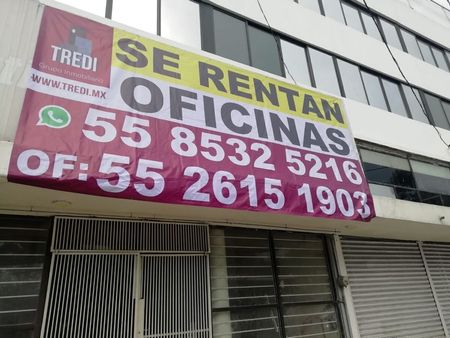 TREDI
Grupo Inmobiliario
WWW.TREDI.MX
SE RENTAN
OFICINAS
55 8532 5216
OF: 55 2615 1903